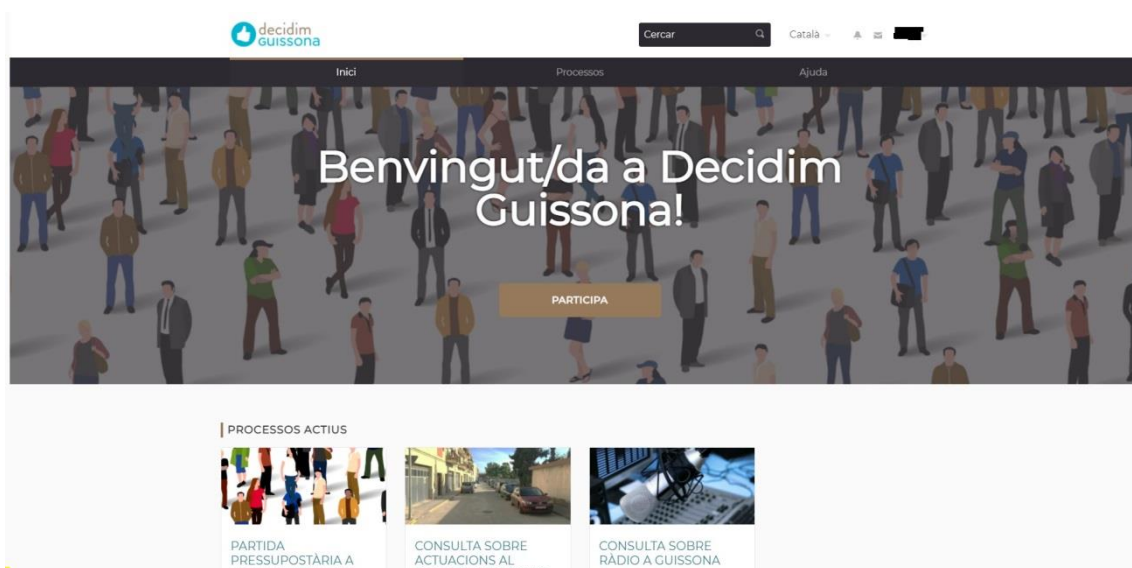 decidim
GUISSONA
Cercar
Català
Inici
Processos
Ajuda
Benvingut/da a Decidim
Guissona!
PARTICIPA
PROCESSOS ACTIUS
PARTIDA
PRESSUPOSTÀRIA A
CONSULTA SOBRE
ACTUACIONS AL
CONSULTA SOBRE
RÀDIO A GUISSONA